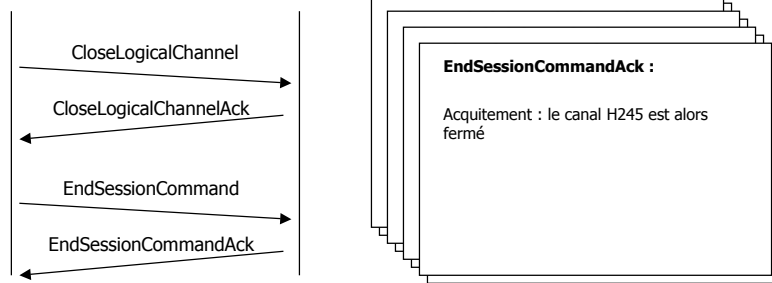 CloseLogicalChannel
CloseLogicalChannelAck
EndSessionCommand
EndSessionCommandAck
EndSessionCommandAck :
Acquitement : le canal H245 est alors
fermé